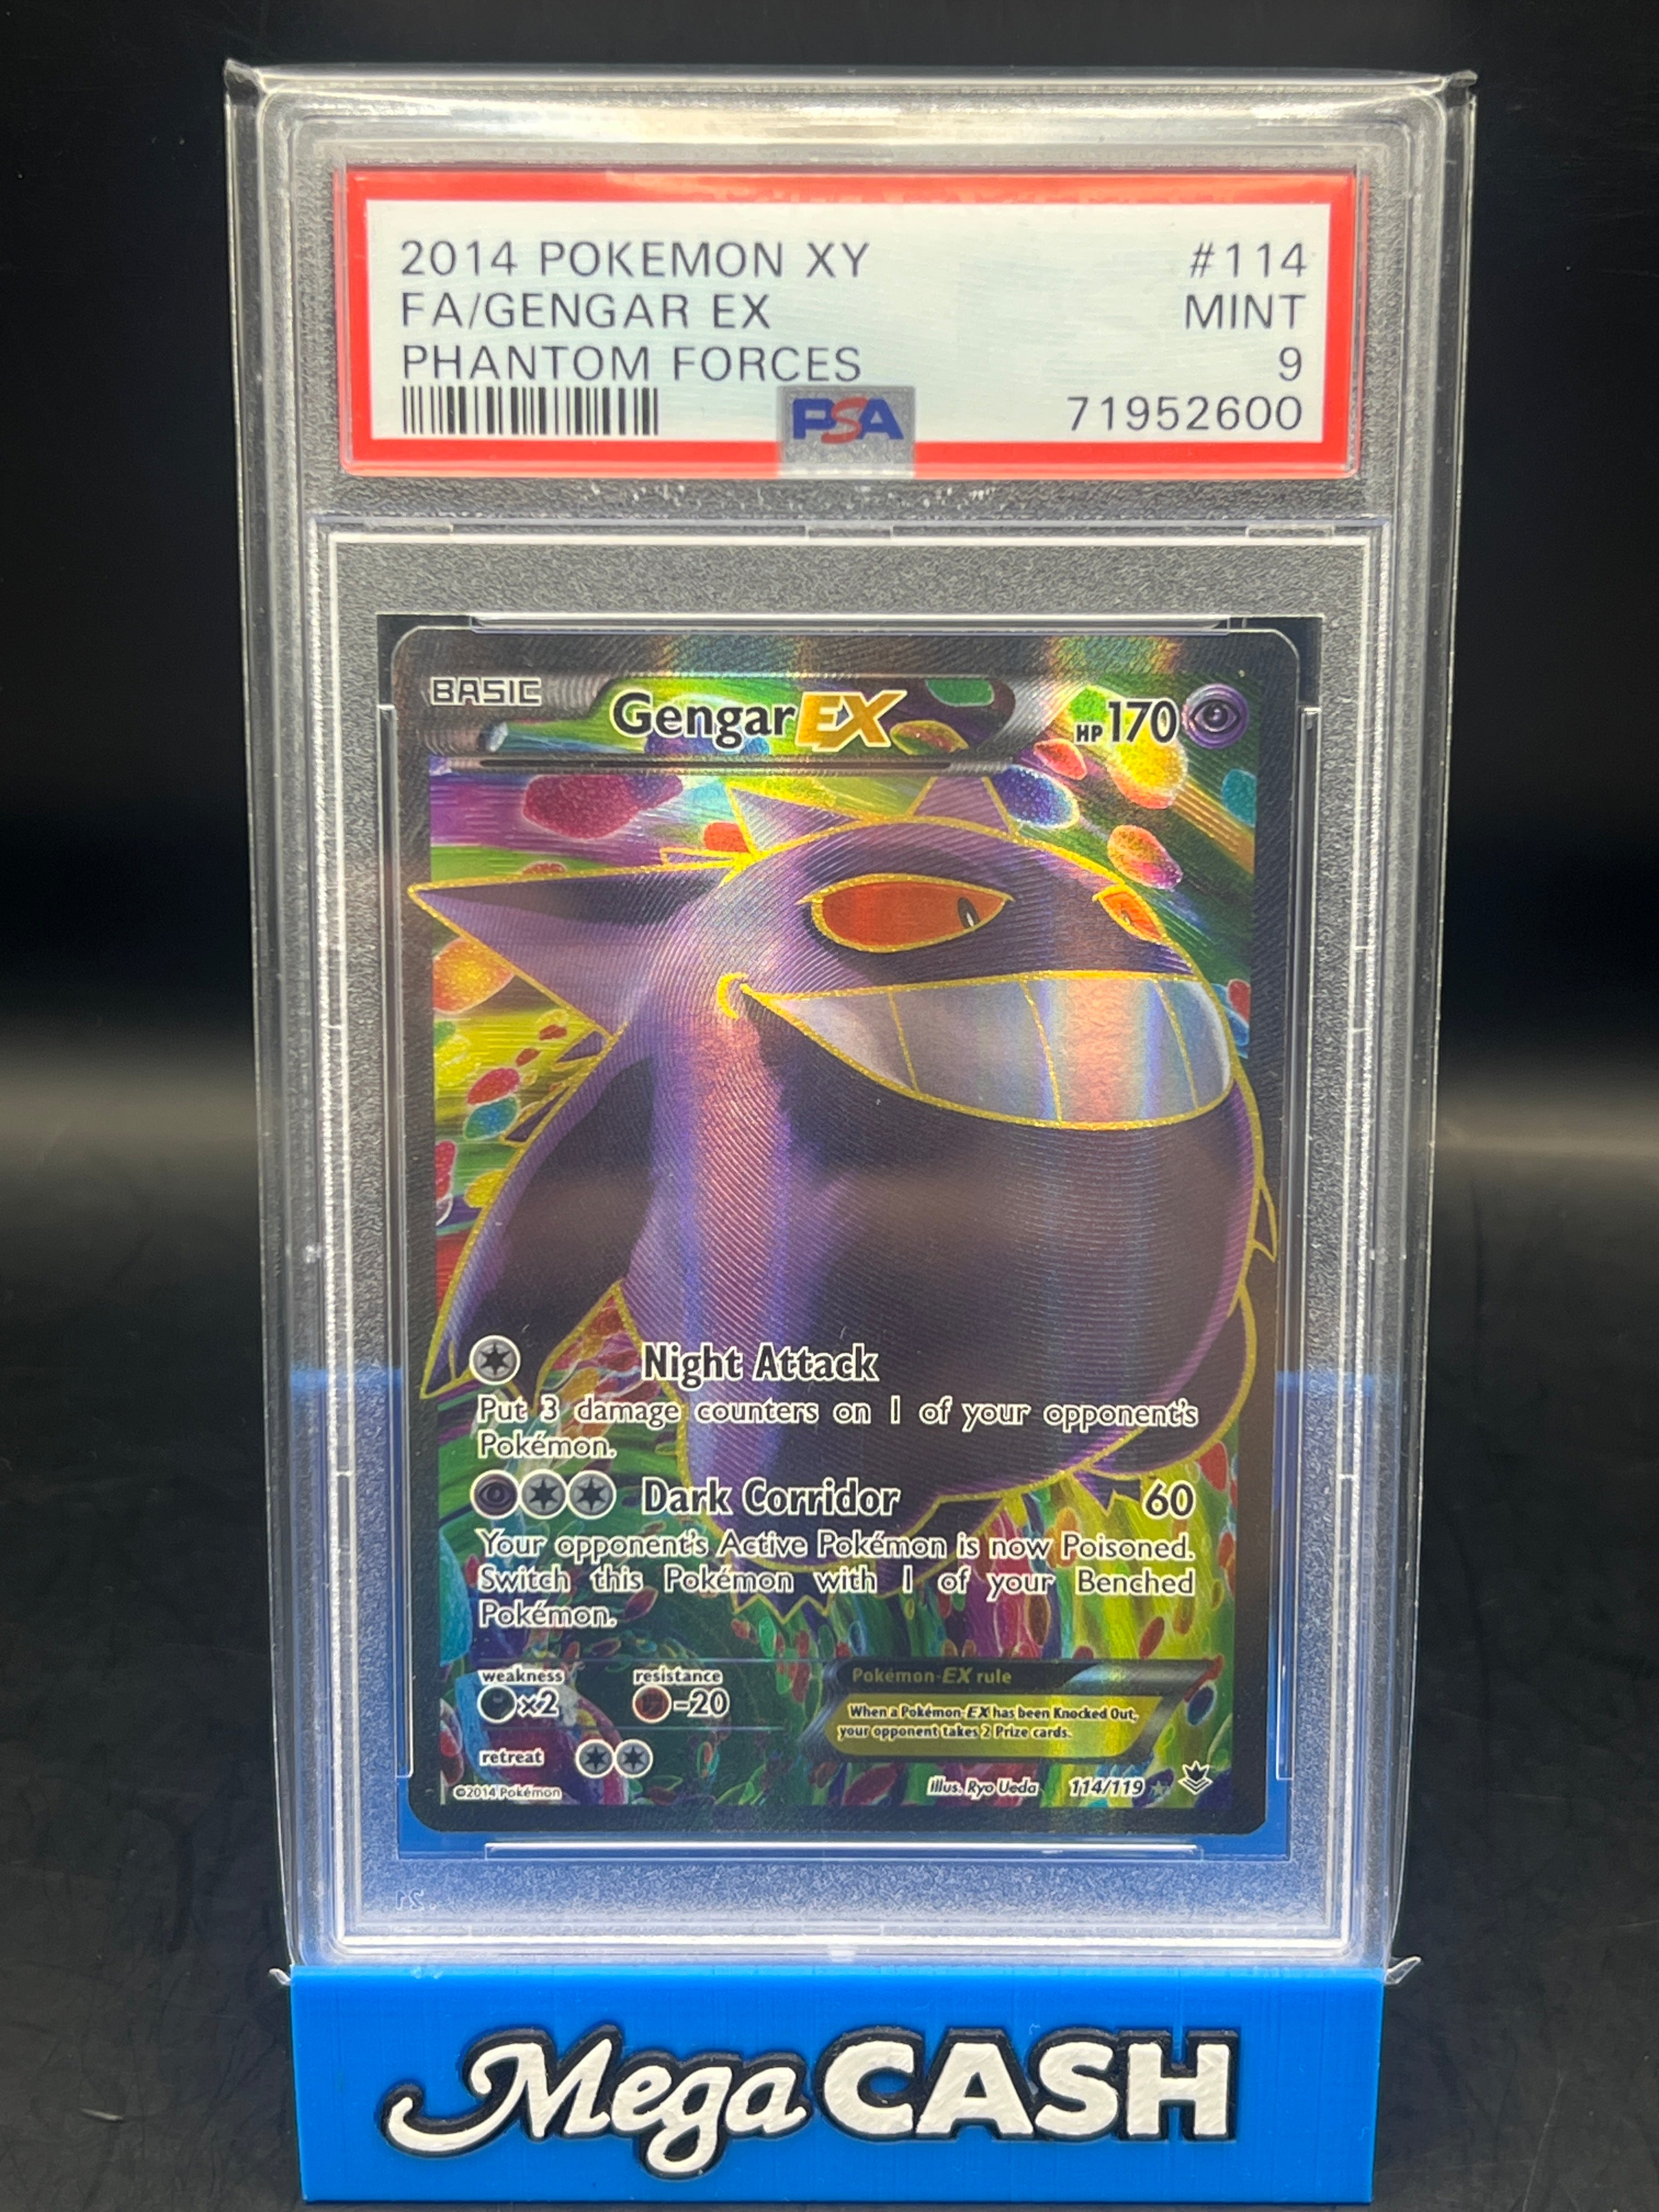 2014 POKEMON XY #114
FA/GENGAR EX MINT
PHANTOM FORCES 9
PSA 71952600
BASIC Gengar EX HP 170
Night Attack
Put 3 damage counters on 1 of your opponent's
Pokémon.
Dark Corridor 60
Your opponent's Active Pokémon is now Poisoned.
Switch this Pokémon with 1 of your Benched
Pokémon.
weakness resistance
×2 -20
Pokémon-EX rule
When a Pokémon-EX has been Knocked Out,
your opponent takes 2 Prize cards.
retreat
©2014 Pokémon Illus. Ryo Ueda 114/119
MegaCASH